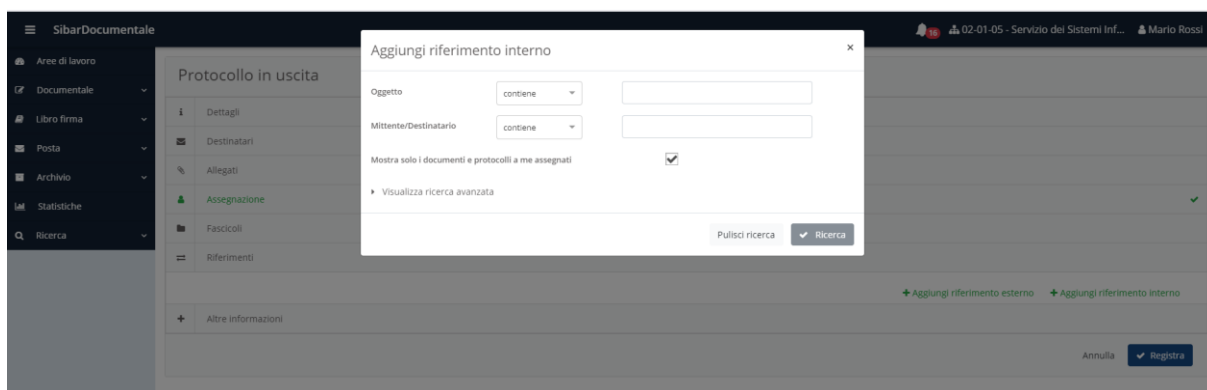 SibarDocumentale
16
02-01-05 - Servizio dei Sistemi Inf...
Mario Rossi
Aree di lavoro
Documentale
Libro firma
Posta
Archivio
Statistiche
Ricerca
Protocollo in uscita
Dettagli
Destinatari
Allegati
Assegnazione
Fascicoli
Riferimenti
Aggiungi riferimento esterno
Aggiungi riferimento interno
Altre informazioni
Annulla
Registra
Aggiungi riferimento interno
Oggetto
contiene
Mittente/Destinatario
contiene
Mostra solo i documenti e protocolli a me assegnati
Visualizza ricerca avanzata
Pulisci ricerca
Ricerca